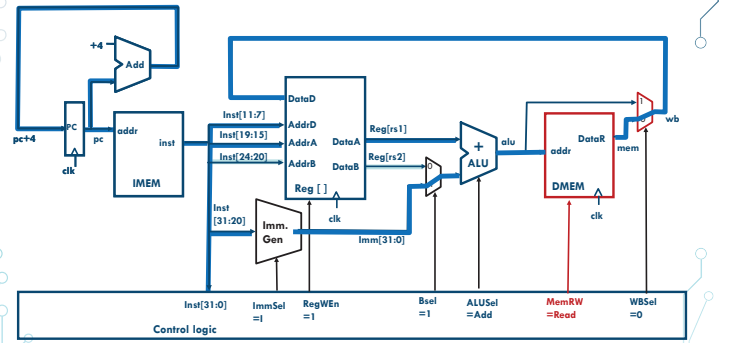 +4
Add
PC
pc+4
pc
clk
addr
inst
IMEM
Inst[11:7]
Inst[19:15]
Inst[24:20]
Inst
[31:20]
DataD
AddrD
AddrA
AddrB
DataA
DataB
Reg [ ]
clk
Reg[rs1]
Reg[rs2]
Imm.
Gen
Imm[31:0]
0
+
ALU
alu
addr
DataR
DMEM
clk
mem
1
0
wb
Inst[31:0]
ImmSel
=I
RegWEn
=1
Bsel
=1
ALUSel
=Add
MemRW
=Read
WBSel
=0
Control logic